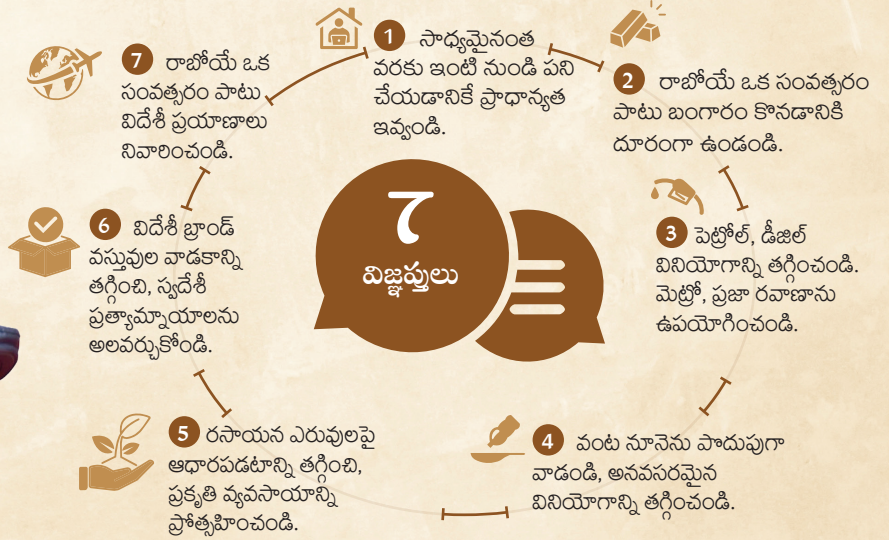 1 సాధ్యమైనంత
వరకు ఇంటి నుండి పని
చేయడానికే ప్రాధాన్యత
ఇవ్వండి.
2 రాబోయే ఒక సంవత్సరం
పాటు బంగారం కొనడానికి
దూరంగా ఉండండి.
3 పెట్రోల్, డీజిల్
వినియోగాన్ని తగ్గించండి.
మెట్రో, ప్రజా రవాణాను
ఉపయోగించండి.
4 వంట నూనెను పొదుపుగా
వాడండి, అనవసరమైన
వినియోగాన్ని తగ్గించండి.
5 రసాయన ఎరువులపై
ఆధారపడటాన్ని తగ్గించి,
ప్రకృతి వ్యవసాయాన్ని
ప్రోత్సహించండి.
6 విదేశీ బ్రాండ్
వస్తువుల వాడకాన్ని
తగ్గించి, స్వదేశీ
ప్రత్యామ్నాయాలను
అలవర్చుకోండి.
7 రాబోయే ఒక
సంవత్సరం పాటు
విదేశీ ప్రయాణాలు
నివారించండి.
7
విజ్ఞప్తులు